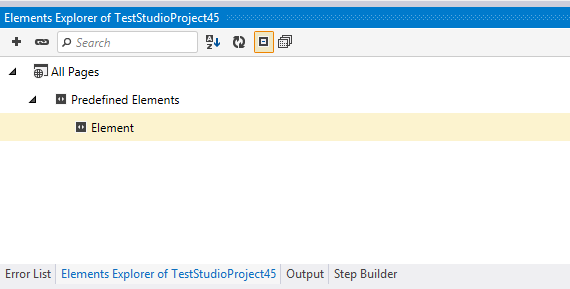 Elements Explorer of TestStudioProject45
Search
All Pages
Predefined Elements
Element
Error List Elements Explorer of TestStudioProject45 Output Step Builder